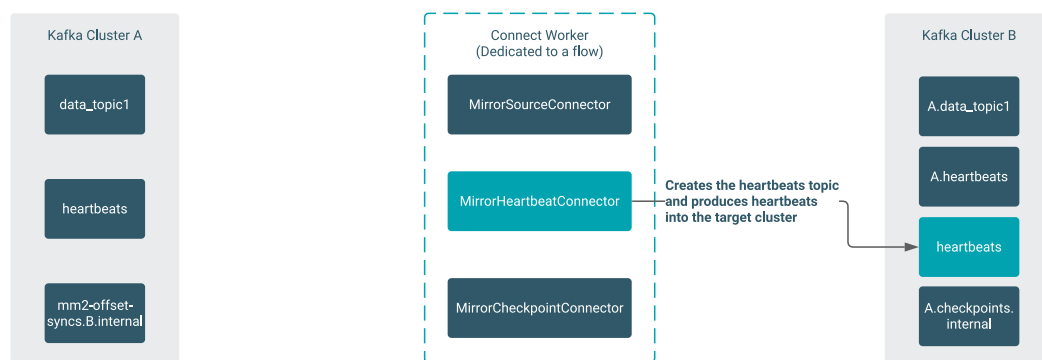 Kafka Cluster A
data_topic1
heartbeats
mm2-offset-
syncs.B.internal
Connect Worker
(Dedicated to a flow)
MirrorSourceConnector
MirrorHeartbeatConnector
MirrorCheckpointConnector
Creates the heartbeats topic
and produces heartbeats
into the target cluster
Kafka Cluster B
A.data_topic1
A.heartbeats
heartbeats
A.checkpoints.
internal